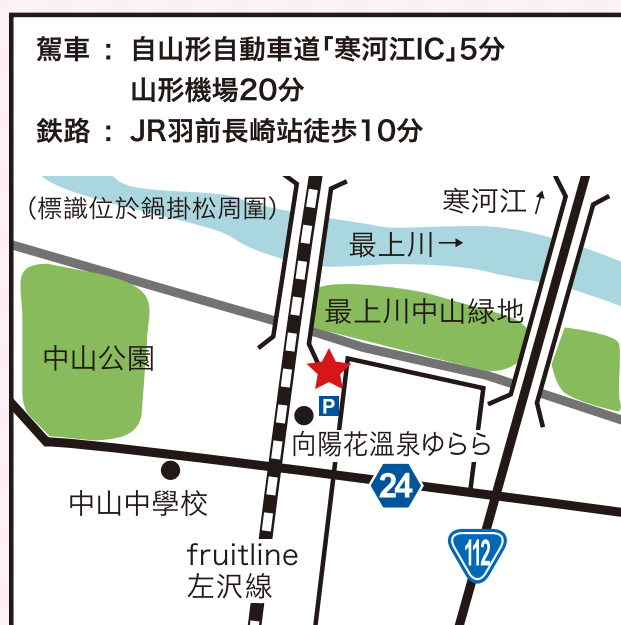 駕車 : 自山形自動車道「寒河江IC」5分
山形機場20分
鉄路 : JR羽前長崎站徒歩10分
(標識位於鍋掛松周圍)
寒河江
最上川
最上川中山緑地
中山公園
P
向陽花溫泉ゆらら
24
中山中學校
112
fruitline
左沢線